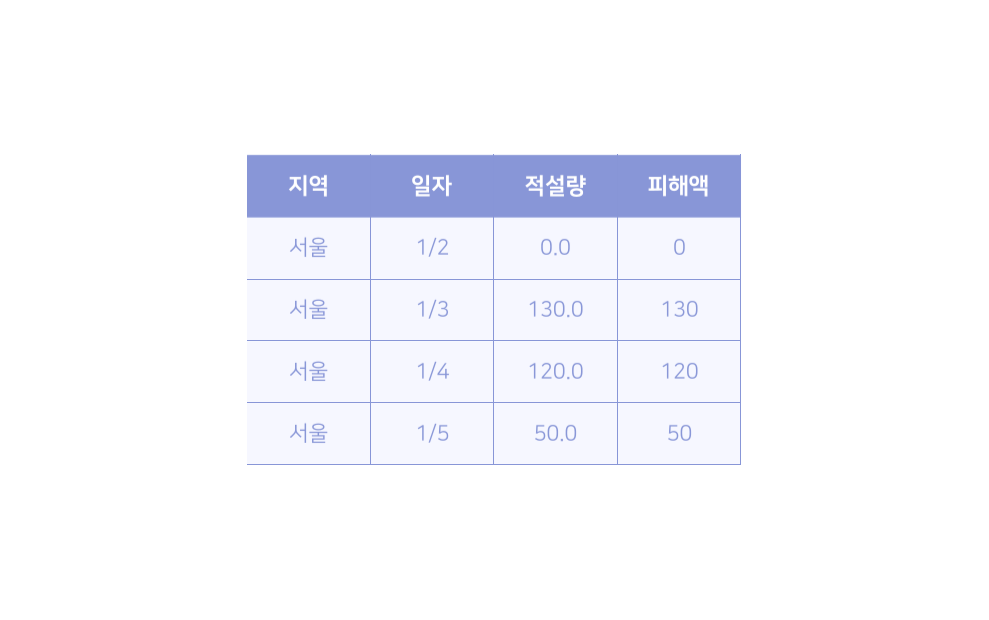 지역 일자 적설량 피해액
서울 1/2 0.0 0
서울 1/3 130.0 130
서울 1/4 120.0 120
서울 1/5 50.0 50